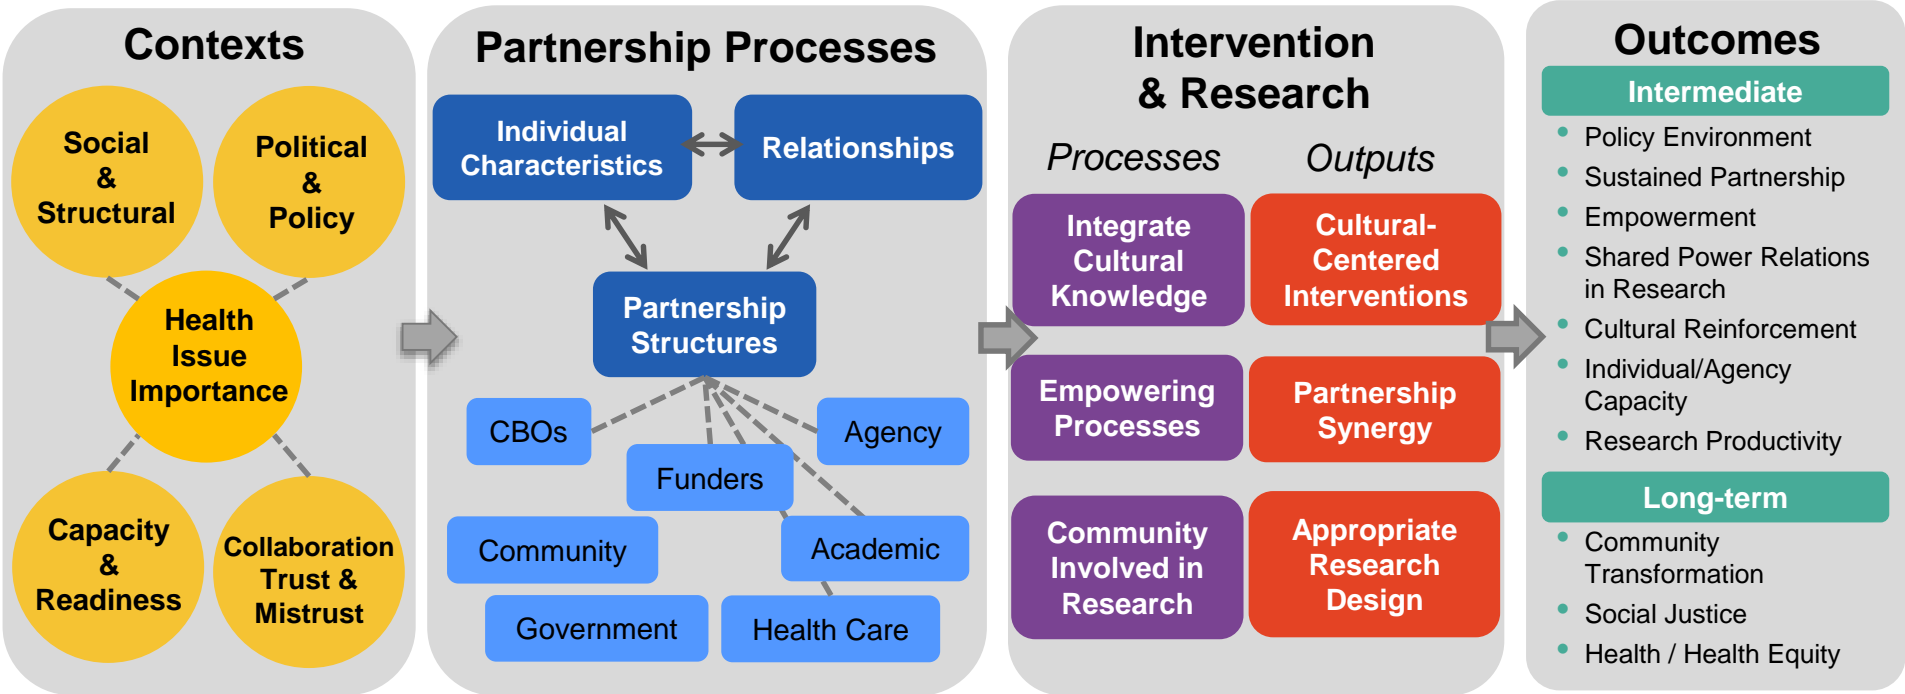 Contexts
Social
&
Structural
Political
&
Policy
Health
Issue
Importance
Capacity
&
Readiness
Collaboration
Trust &
Mistrust
Partnership Processes
Individual
Characteristics
Relationships
Partnership
Structures
CBOs
Agency
Funders
Community
Academic
Government
Health Care
Intervention
& Research
Processes
Outputs
Integrate
Cultural
Knowledge
Cultural-
Centered
Interventions
Empowering
Processes
Partnership
Synergy
Community
Involved in
Research
Appropriate
Research
Design
Outcomes
Intermediate
• Policy Environment
• Sustained Partnership
• Empowerment
• Shared Power Relations
in Research
• Cultural Reinforcement
• Individual/Agency
Capacity
• Research Productivity
Long-term
• Community
Transformation
• Social Justice
• Health / Health Equity